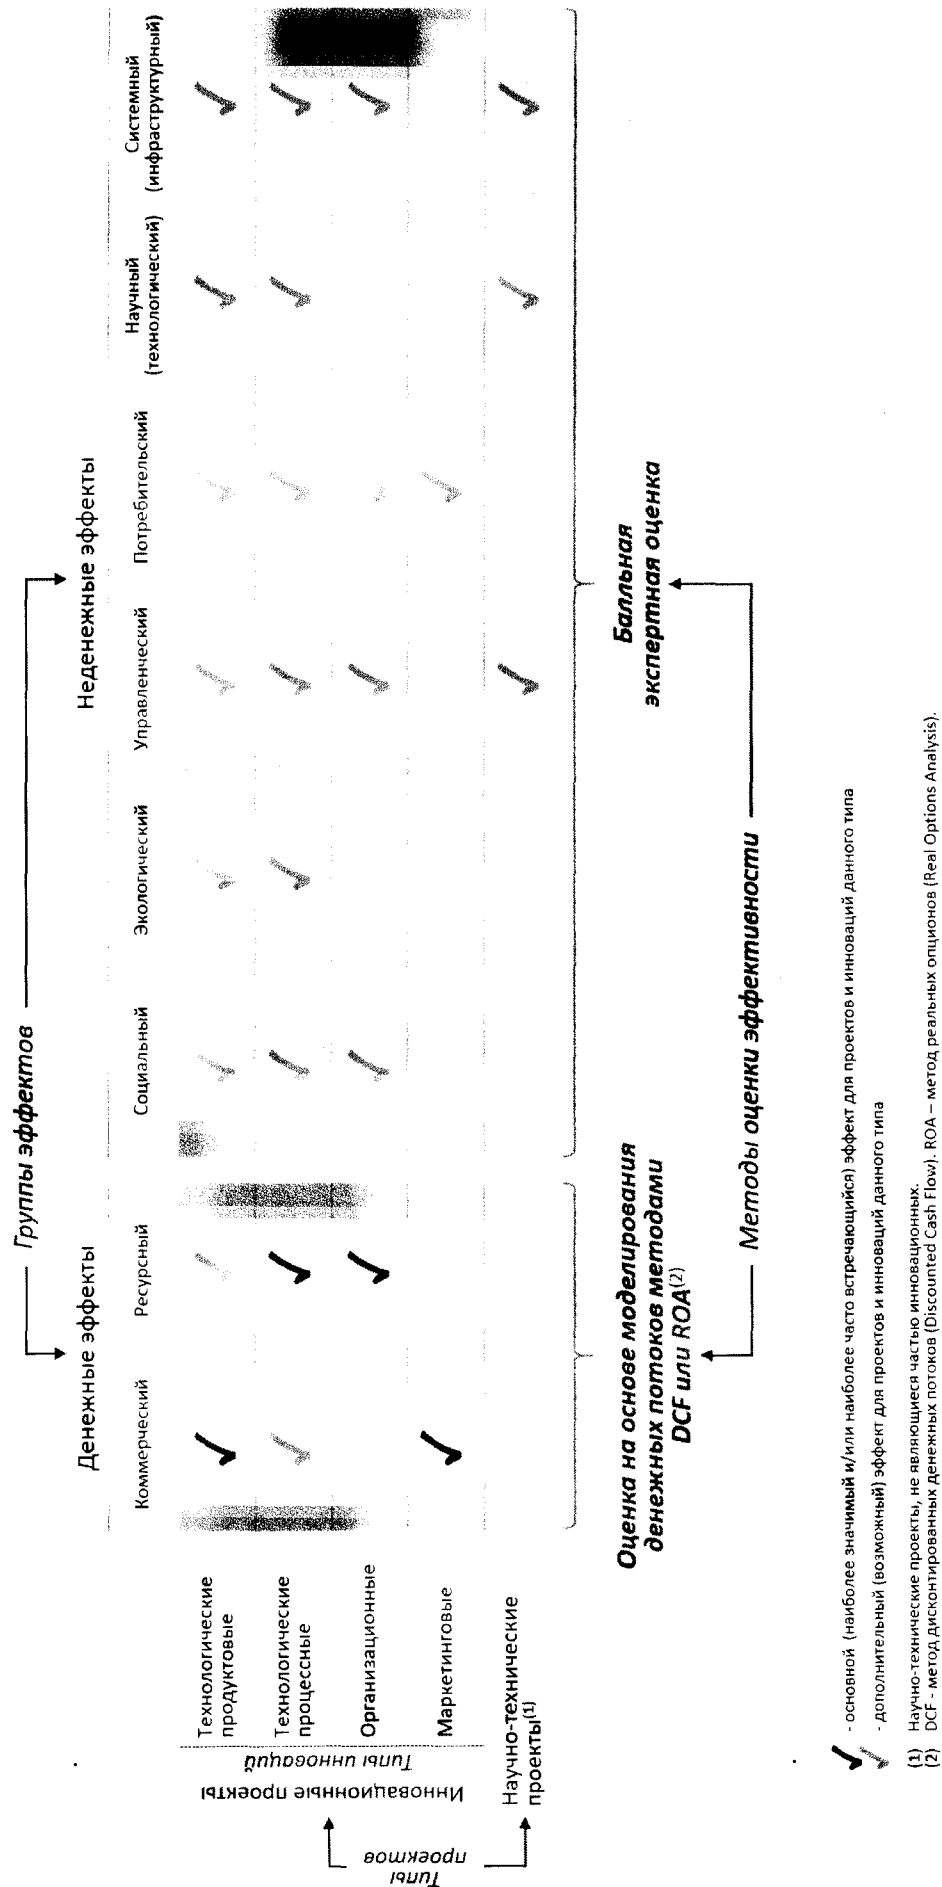 Группы эффектов
Денежные эффекты
Неденежные эффекты
Коммерческий
Ресурсный
Социальный
Экологический
Управленческий
Потребительский
Научный
(технологический)
Системный
(инфраструктурный)
Типы
проектов
Инновационные проекты
Типы инноваций
Технологические
продуктовые
Технологические
процессные
Организационные
Маркетинговые
Научно-технические
проекты(1)
Оценка на основе моделирования
денежных потоков методами
DCF или ROA(2)
Балльная
экспертная оценка
Методы оценки эффективности
- основной (наиболее значимый и/или наиболее часто встречающийся) эффект для проектов и инноваций данного типа
- дополнительный (возможный) эффект для проектов и инноваций данного типа
(1) Научно-технические проекты, не являющиеся частью инновационных.
(2) DCF - метод дисконтированных денежных потоков (Discounted Cash Flow). ROA – метод реальных опционов (Real Options Analysis).